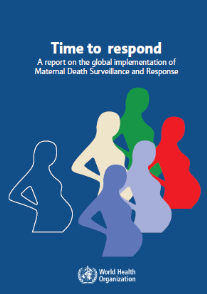 Time to respond
A report on the global implementation of
Maternal Death Surveillance and Response
World Health
Organization